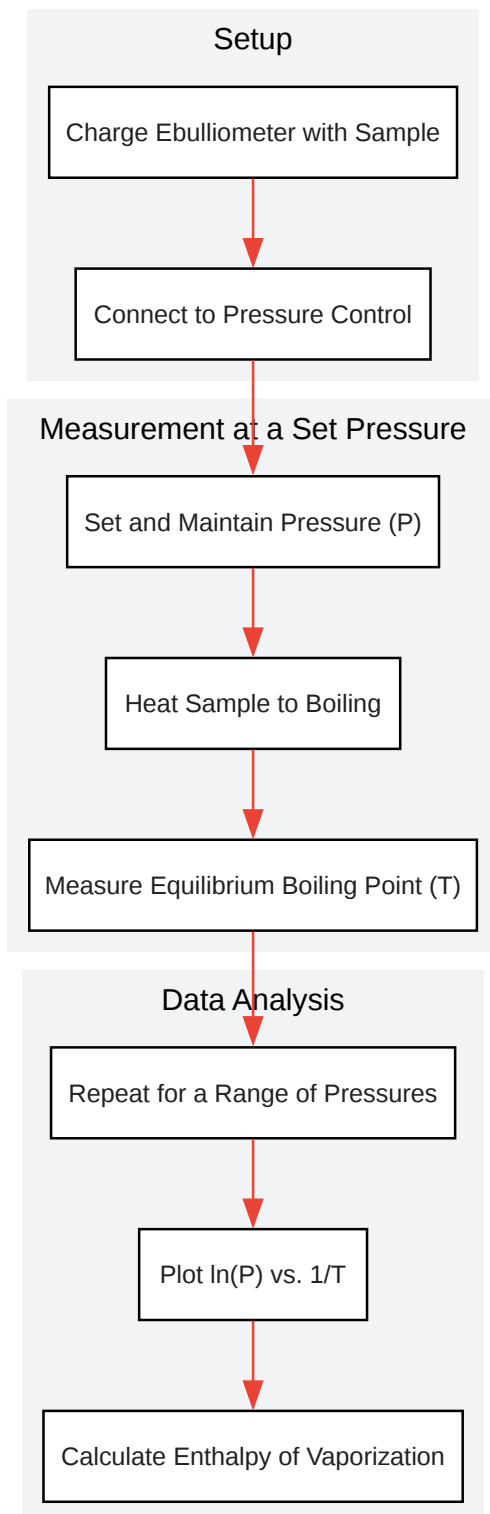 Setup
Charge Ebulliometer with Sample
Connect to Pressure Control
Measurement at a Set Pressure
Set and Maintain Pressure (P)
Heat Sample to Boiling
Measure Equilibrium Boiling Point (T)
Data Analysis
Repeat for a Range of Pressures
Plot ln(P) vs. 1/T
Calculate Enthalpy of Vaporization